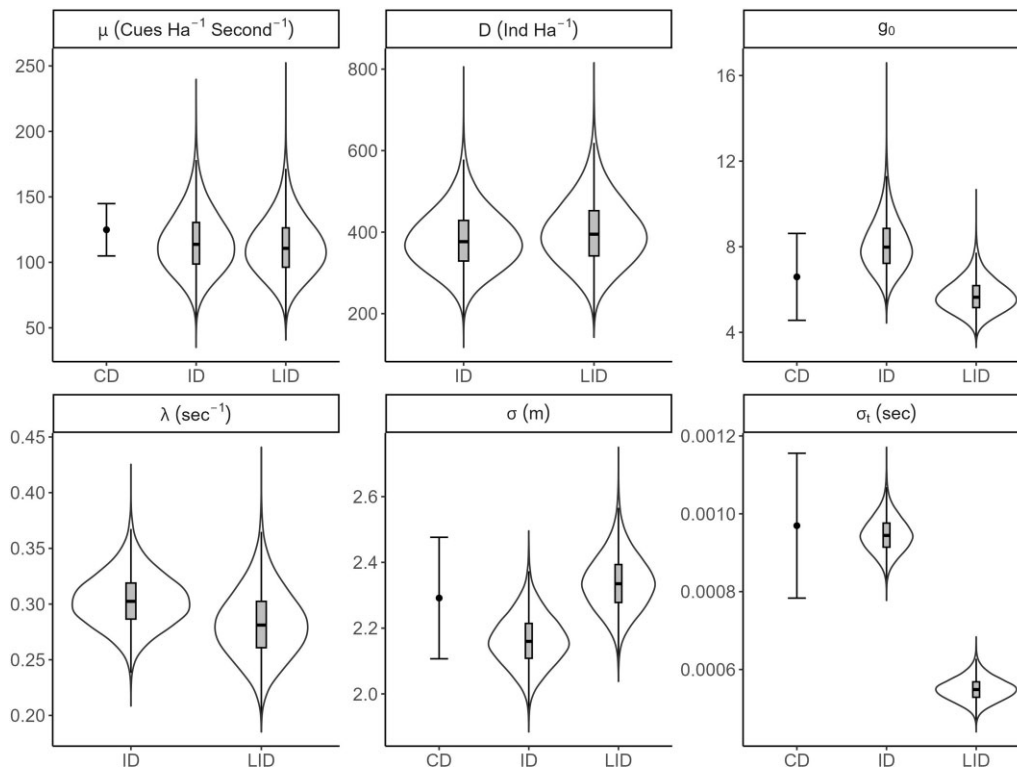 μ (Cues Ha⁻¹ Second⁻¹)
250
200
150
100
50
CD ID LID
D (Ind Ha⁻¹)
800
600
400
200
ID LID
g₀
16
12
8
4
CD ID LID
λ (sec⁻¹)
0.45
0.40
0.35
0.30
0.25
0.20
ID LID
σ (m)
2.6
2.4
2.2
2.0
CD ID LID
σₜ (sec)
0.0012
0.0010
0.0008
0.0006
CD ID LID